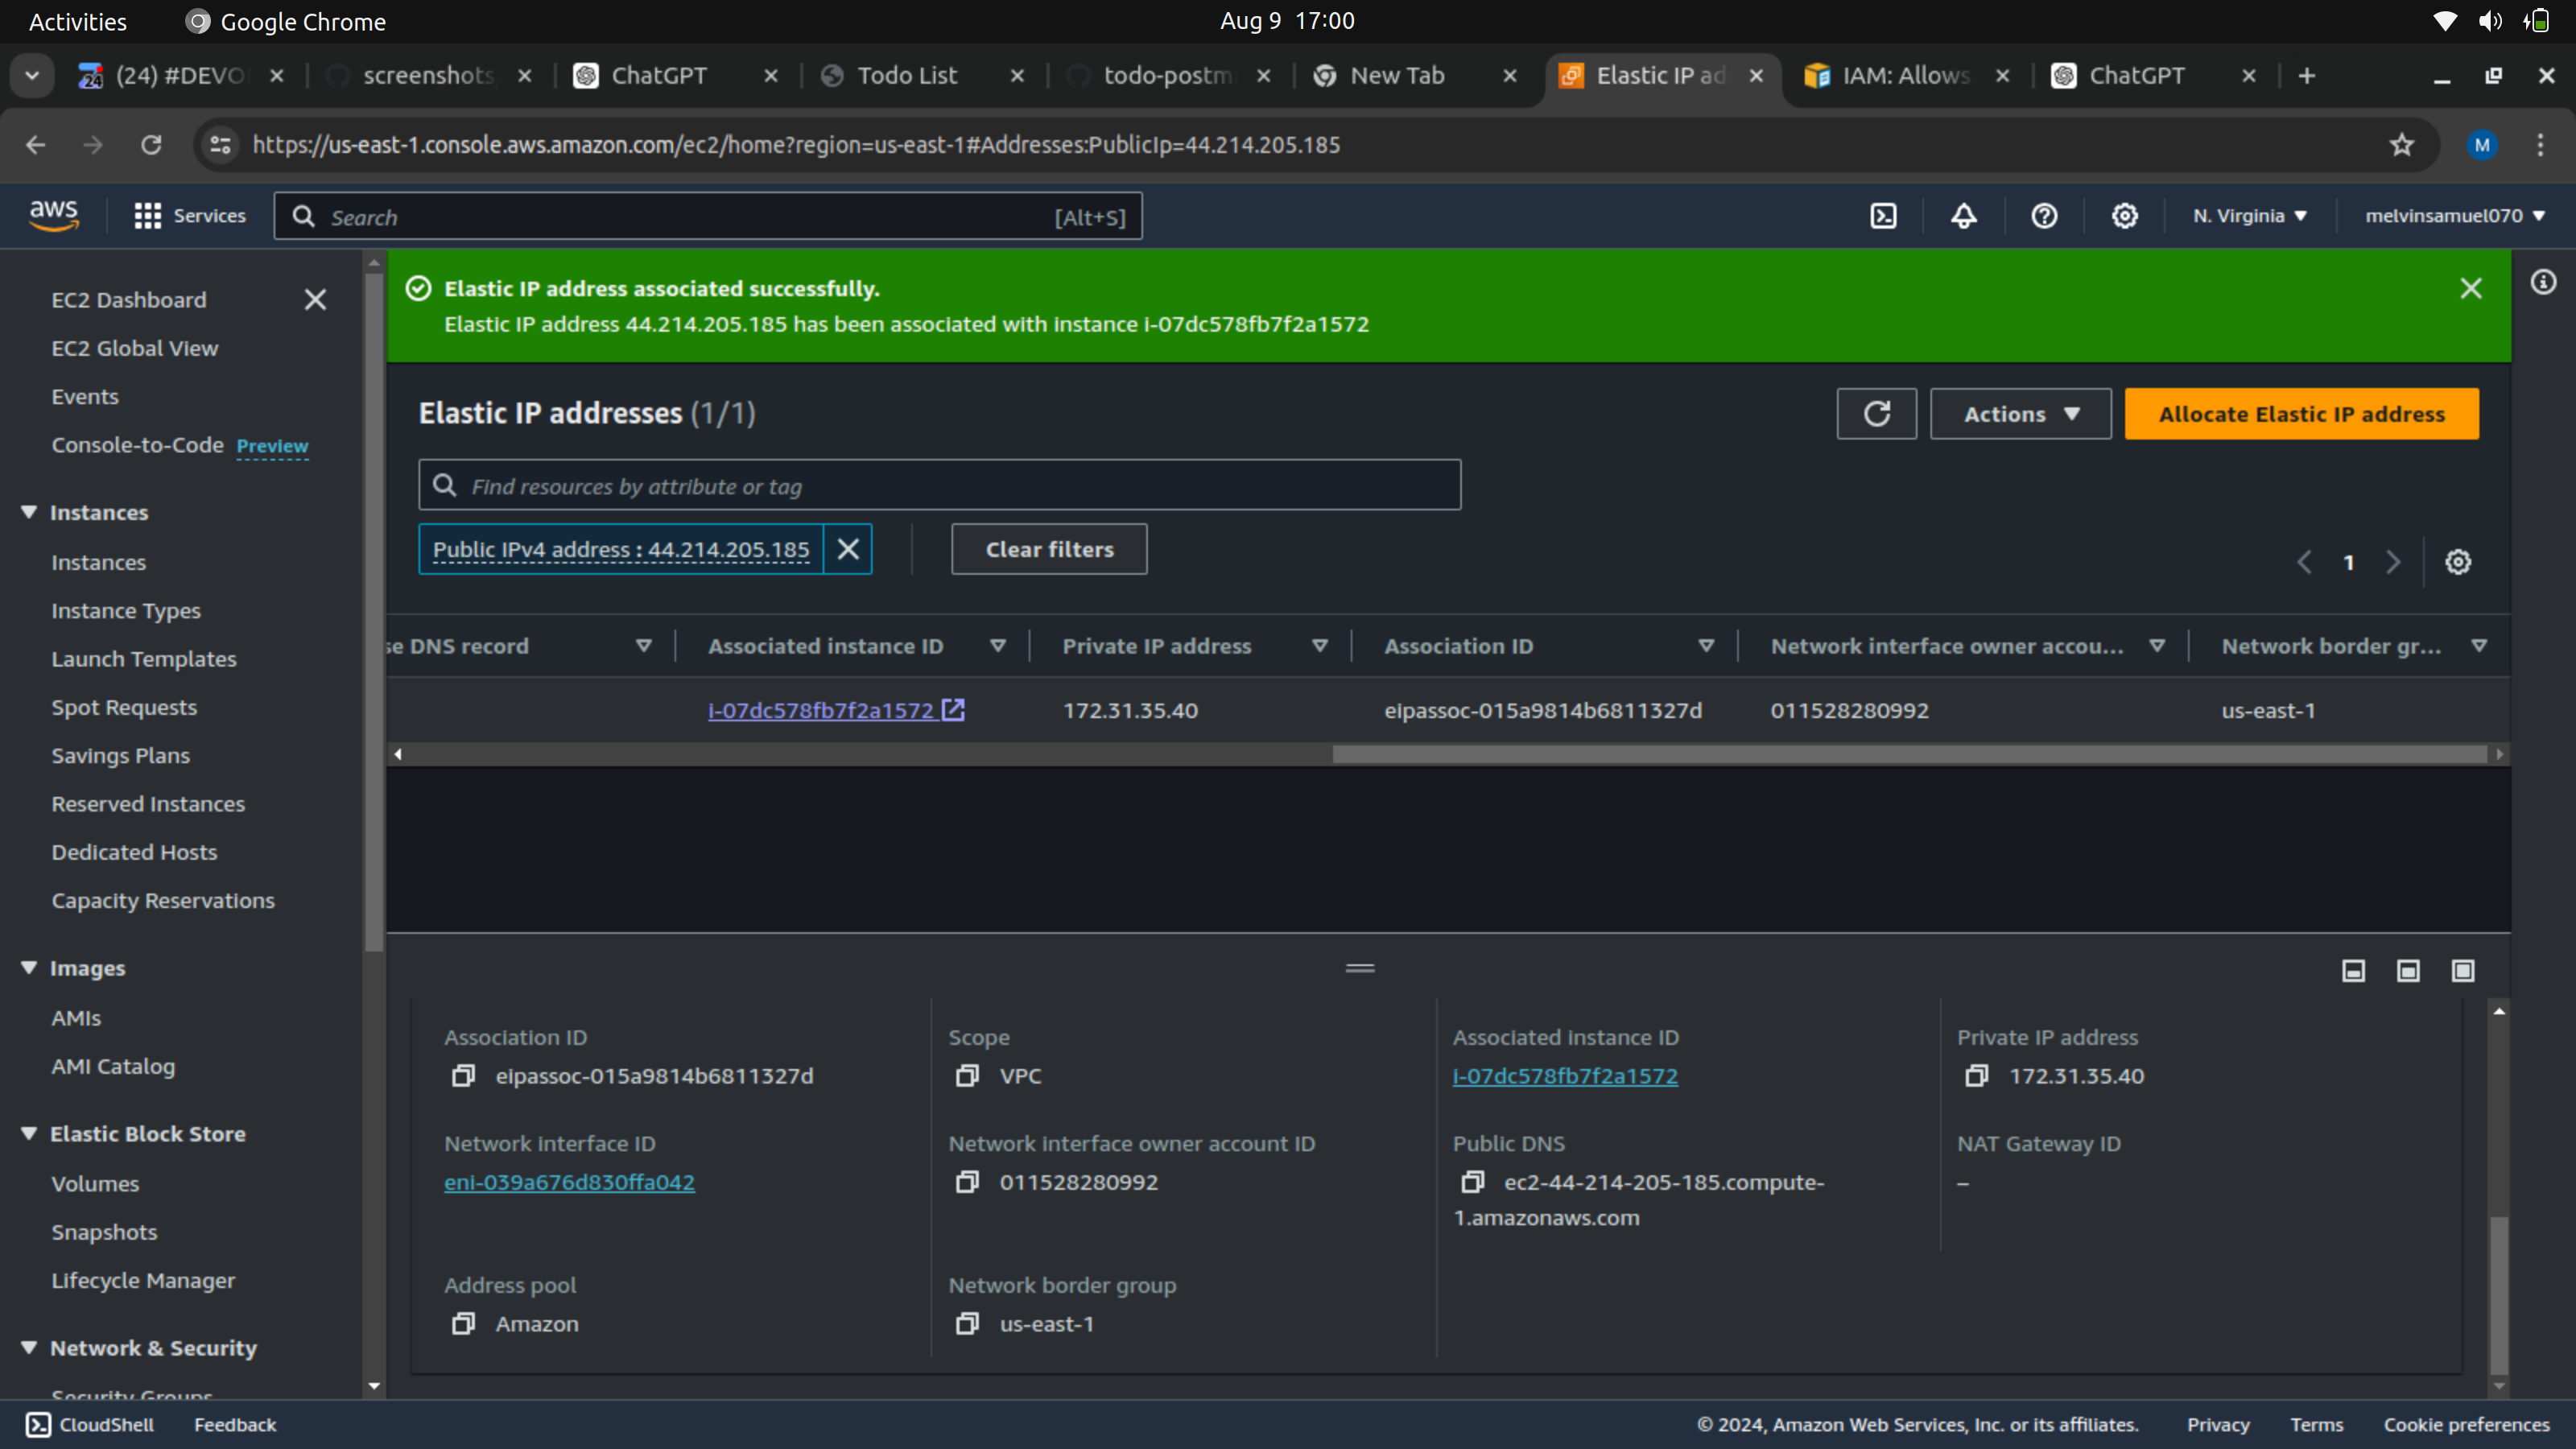 Activities
Google Chrome
Aug 9 17:00
(24) #DEVO
screenshots
ChatGPT
Todo List
todo-postm
New Tab
Elastic IP ad
IAM: Allows
ChatGPT
https://us-east-1.console.aws.amazon.com/ec2/home?region=us-east-1#Addresses:PublicIp=44.214.205.185
M
aws
Services
Search
[Alt+S]
N. Virginia
melvinsamuel070
EC2 Dashboard
EC2 Global View
Events
Console-to-Code Preview
Instances
Instances
Instance Types
Launch Templates
Spot Requests
Savings Plans
Reserved Instances
Dedicated Hosts
Capacity Reservations
Images
AMIs
AMI Catalog
Elastic Block Store
Volumes
Snapshots
Lifecycle Manager
Network & Security
Security Groups
Elastic IP address associated successfully.
Elastic IP address 44.214.205.185 has been associated with instance i-07dc578fb7f2a1572
Elastic IP addresses (1/1)
Actions
Allocate Elastic IP address
Find resources by attribute or tag
Public IPv4 address : 44.214.205.185
Clear filters
1
se DNS record
Associated instance ID
Private IP address
Association ID
Network interface owner accou...
Network border gr...
i-07dc578fb7f2a1572
172.31.35.40
eipassoc-015a9814b6811327d
011528280992
us-east-1
Association ID
eipassoc-015a9814b6811327d
Scope
VPC
Associated instance ID
i-07dc578fb7f2a1572
Private IP address
172.31.35.40
Network interface ID
eni-039a676d830ffa042
Network interface owner account ID
011528280992
Public DNS
ec2-44-214-205-185.compute-
1.amazonaws.com
NAT Gateway ID
–
Address pool
Amazon
Network border group
us-east-1
CloudShell
Feedback
© 2024, Amazon Web Services, Inc. or its affiliates.
Privacy
Terms
Cookie preferences